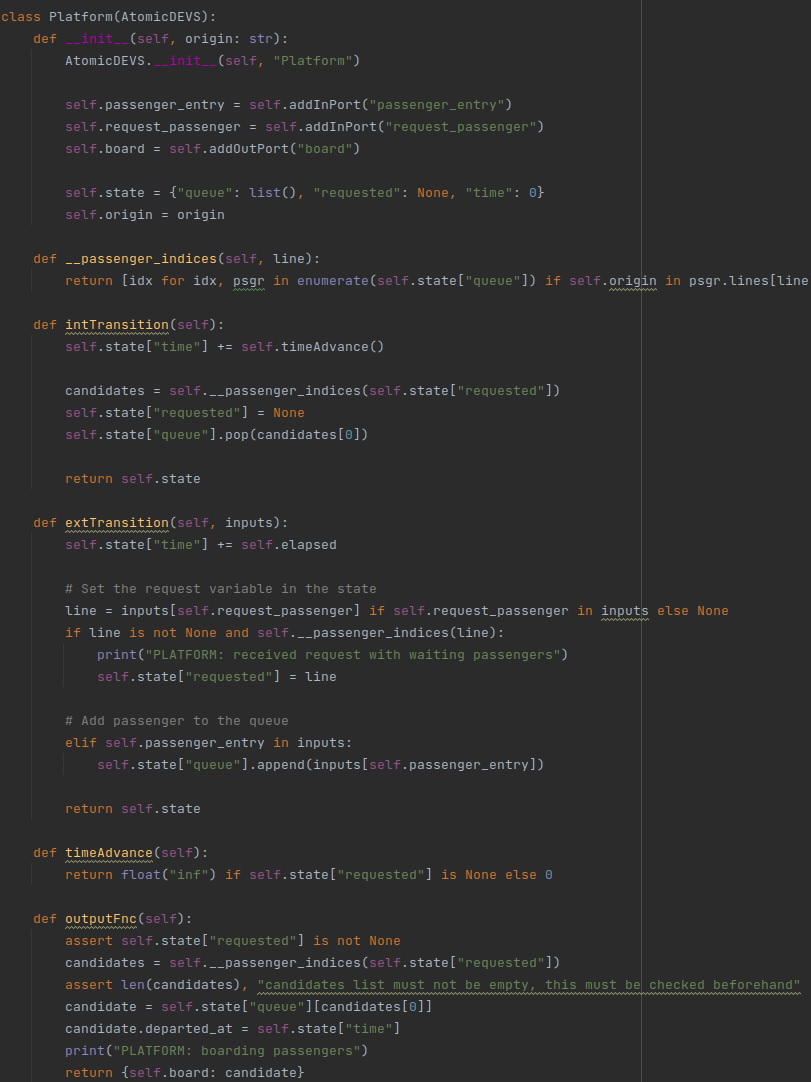 class Platform(AtomicDEVS):
    def __init__(self, origin: str):
        AtomicDEVS.__init__(self, "Platform")

        self.passenger_entry = self.addInPort("passenger_entry")
        self.request_passenger = self.addInPort("request_passenger")
        self.board = self.addOutPort("board")

        self.state = {"queue": list(), "requested": None, "time": 0}
        self.origin = origin

    def __passenger_indices(self, line):
        return [idx for idx, psgr in enumerate(self.state["queue"]) if self.origin in psgr.lines[line

    def intTransition(self):
        self.state["time"] += self.timeAdvance()

        candidates = self.__passenger_indices(self.state["requested"])
        self.state["requested"] = None
        self.state["queue"].pop(candidates[0])

        return self.state

    def extTransition(self, inputs):
        self.state["time"] += self.elapsed

        # Set the request variable in the state
        line = inputs[self.request_passenger] if self.request_passenger in inputs else None
        if line is not None and self.__passenger_indices(line):
            print("PLATFORM: received request with waiting passengers")
            self.state["requested"] = line

        # Add passenger to the queue
        elif self.passenger_entry in inputs:
            self.state["queue"].append(inputs[self.passenger_entry])

        return self.state

    def timeAdvance(self):
        return float("inf") if self.state["requested"] is None else 0

    def outputFnc(self):
        assert self.state["requested"] is not None
        candidates = self.__passenger_indices(self.state["requested"])
        assert len(candidates), "candidates list must not be empty, this must be checked beforehand"
        candidate = self.state["queue"][candidates[0]]
        candidate.departed_at = self.state["time"]
        print("PLATFORM: boarding passengers")
        return {self.board: candidate}